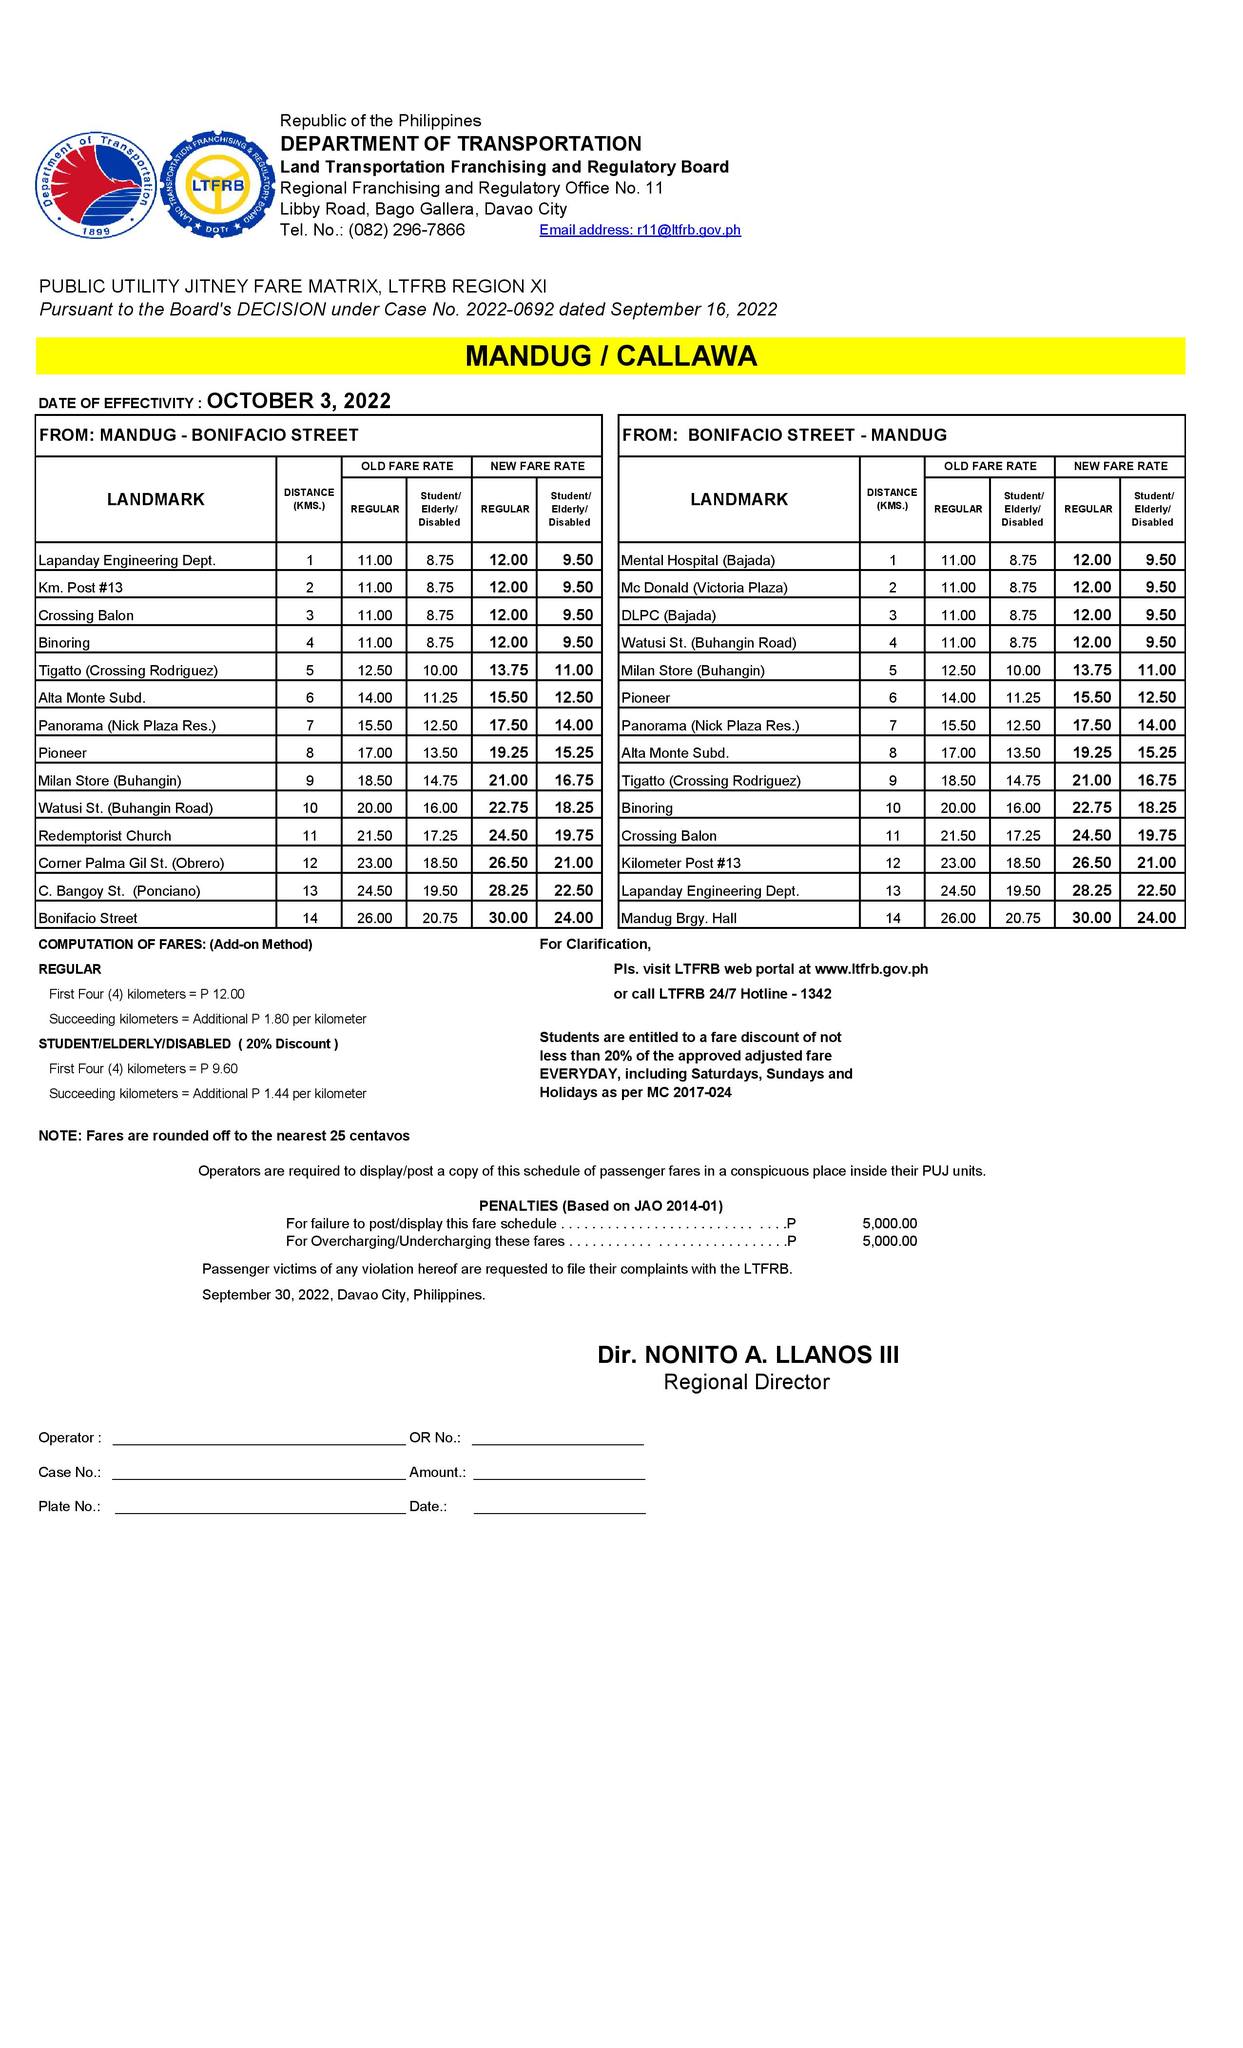 Department of Transportation
1899
LAND TRANSPORTATION FRANCHISING & REGULATORY BOARD
LTFRB
★ DOTr ★
Republic of the Philippines
DEPARTMENT OF TRANSPORTATION
Land Transportation Franchising and Regulatory Board
Regional Franchising and Regulatory Office No. 11
Libby Road, Bago Gallera, Davao City
Tel. No.: (082) 296-7866 Email address: r11@ltfrb.gov.ph
PUBLIC UTILITY JITNEY FARE MATRIX, LTFRB REGION XI
Pursuant to the Board's DECISION under Case No. 2022-0692 dated September 16, 2022
MANDUG / CALLAWA
DATE OF EFFECTIVITY : OCTOBER 3, 2022
FROM: MANDUG - BONIFACIO STREET
LANDMARK DISTANCE (KMS.) OLD FARE RATE NEW FARE RATE
REGULAR Student/ Elderly/ Disabled REGULAR Student/ Elderly/ Disabled
Lapanday Engineering Dept. 1 11.00 8.75 12.00 9.50
Km. Post #13 2 11.00 8.75 12.00 9.50
Crossing Balon 3 11.00 8.75 12.00 9.50
Binoring 4 11.00 8.75 12.00 9.50
Tigatto (Crossing Rodriguez) 5 12.50 10.00 13.75 11.00
Alta Monte Subd. 6 14.00 11.25 15.50 12.50
Panorama (Nick Plaza Res.) 7 15.50 12.50 17.50 14.00
Pioneer 8 17.00 13.50 19.25 15.25
Milan Store (Buhangin) 9 18.50 14.75 21.00 16.75
Watusi St. (Buhangin Road) 10 20.00 16.00 22.75 18.25
Redemptorist Church 11 21.50 17.25 24.50 19.75
Corner Palma Gil St. (Obrero) 12 23.00 18.50 26.50 21.00
C. Bangoy St. (Ponciano) 13 24.50 19.50 28.25 22.50
Bonifacio Street 14 26.00 20.75 30.00 24.00
FROM: BONIFACIO STREET - MANDUG
LANDMARK DISTANCE (KMS.) OLD FARE RATE NEW FARE RATE
REGULAR Student/ Elderly/ Disabled REGULAR Student/ Elderly/ Disabled
Mental Hospital (Bajada) 1 11.00 8.75 12.00 9.50
Mc Donald (Victoria Plaza) 2 11.00 8.75 12.00 9.50
DLPC (Bajada) 3 11.00 8.75 12.00 9.50
Watusi St. (Buhangin Road) 4 11.00 8.75 12.00 9.50
Milan Store (Buhangin) 5 12.50 10.00 13.75 11.00
Pioneer 6 14.00 11.25 15.50 12.50
Panorama (Nick Plaza Res.) 7 15.50 12.50 17.50 14.00
Alta Monte Subd. 8 17.00 13.50 19.25 15.25
Tigatto (Crossing Rodriguez) 9 18.50 14.75 21.00 16.75
Binoring 10 20.00 16.00 22.75 18.25
Crossing Balon 11 21.50 17.25 24.50 19.75
Kilometer Post #13 12 23.00 18.50 26.50 21.00
Lapanday Engineering Dept. 13 24.50 19.50 28.25 22.50
Mandug Brgy. Hall 14 26.00 20.75 30.00 24.00
COMPUTATION OF FARES: (Add-on Method)
REGULAR
First Four (4) kilometers = P 12.00
Succeeding kilometers = Additional P 1.80 per kilometer
STUDENT/ELDERLY/DISABLED ( 20% Discount )
First Four (4) kilometers = P 9.60
Succeeding kilometers = Additional P 1.44 per kilometer
For Clarification,
Pls. visit LTFRB web portal at www.ltfrb.gov.ph
or call LTFRB 24/7 Hotline - 1342
Students are entitled to a fare discount of not
less than 20% of the approved adjusted fare
EVERYDAY, including Saturdays, Sundays and
Holidays as per MC 2017-024
NOTE: Fares are rounded off to the nearest 25 centavos
Operators are required to display/post a copy of this schedule of passenger fares in a conspicuous place inside their PUJ units.
PENALTIES (Based on JAO 2014-01)
For failure to post/display this fare schedule . . . . . . . . . . . . . . . . . . . . . . . . . . . . .P 5,000.00
For Overcharging/Undercharging these fares . . . . . . . . . . . . . . . . . . . . . . . . . . . .P 5,000.00
Passenger victims of any violation hereof are requested to file their complaints with the LTFRB.
September 30, 2022, Davao City, Philippines.
Dir. NONITO A. LLANOS III
Regional Director
Operator : OR No.:
Case No.: Amount.:
Plate No.: Date.: